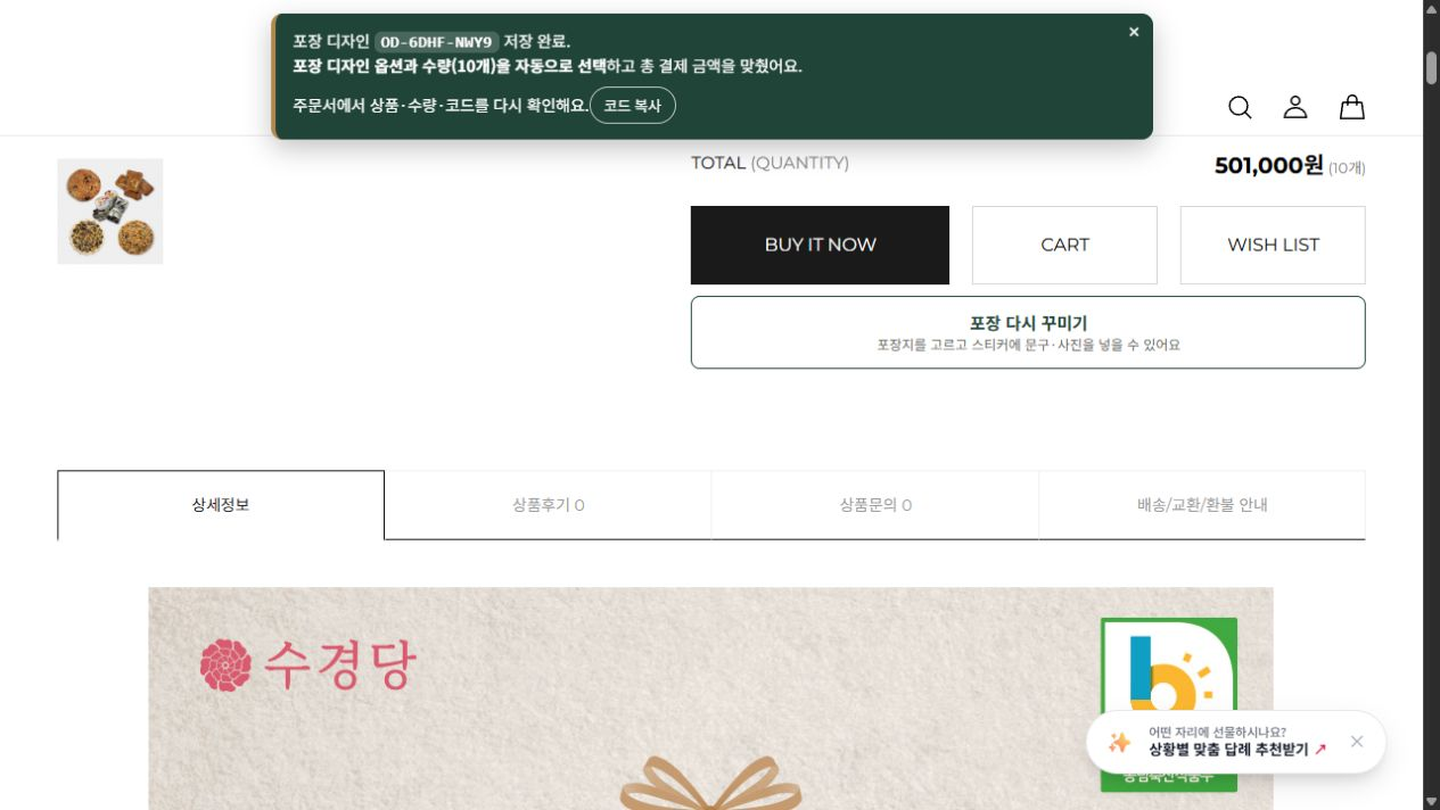 포장 디자인 OD-6DHF-NWY9 저장 완료.
포장 디자인 옵션과 수량(10개)을 자동으로 선택하고 총 결제 금액을 맞췄어요.
주문서에서 상품·수량·코드를 다시 확인해요. 코드 복사
TOTAL (QUANTITY) 501,000원 (10개)
BUY IT NOW CART WISH LIST
포장 다시 꾸미기
포장지를 고르고 스티커에 문구·사진을 넣을 수 있어요
상세정보 상품후기 0 상품문의 0 배송/교환/환불 안내
수경당
b
어떤 자리에 선물하시나요?
상황별 맞춤 답례 추천받기 ↗